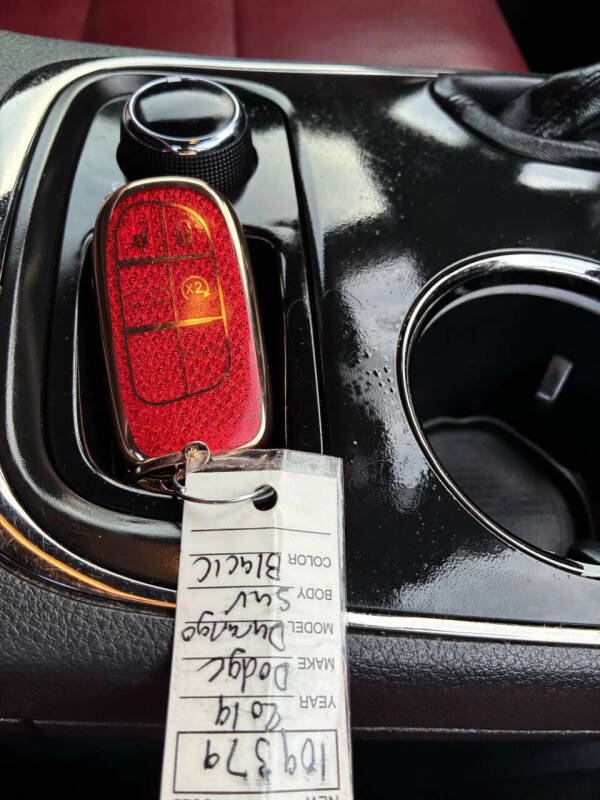 X2
109379
YEAR 2019
MAKE Dodge
MODEL Durango
BODY Suv
COLOR Black